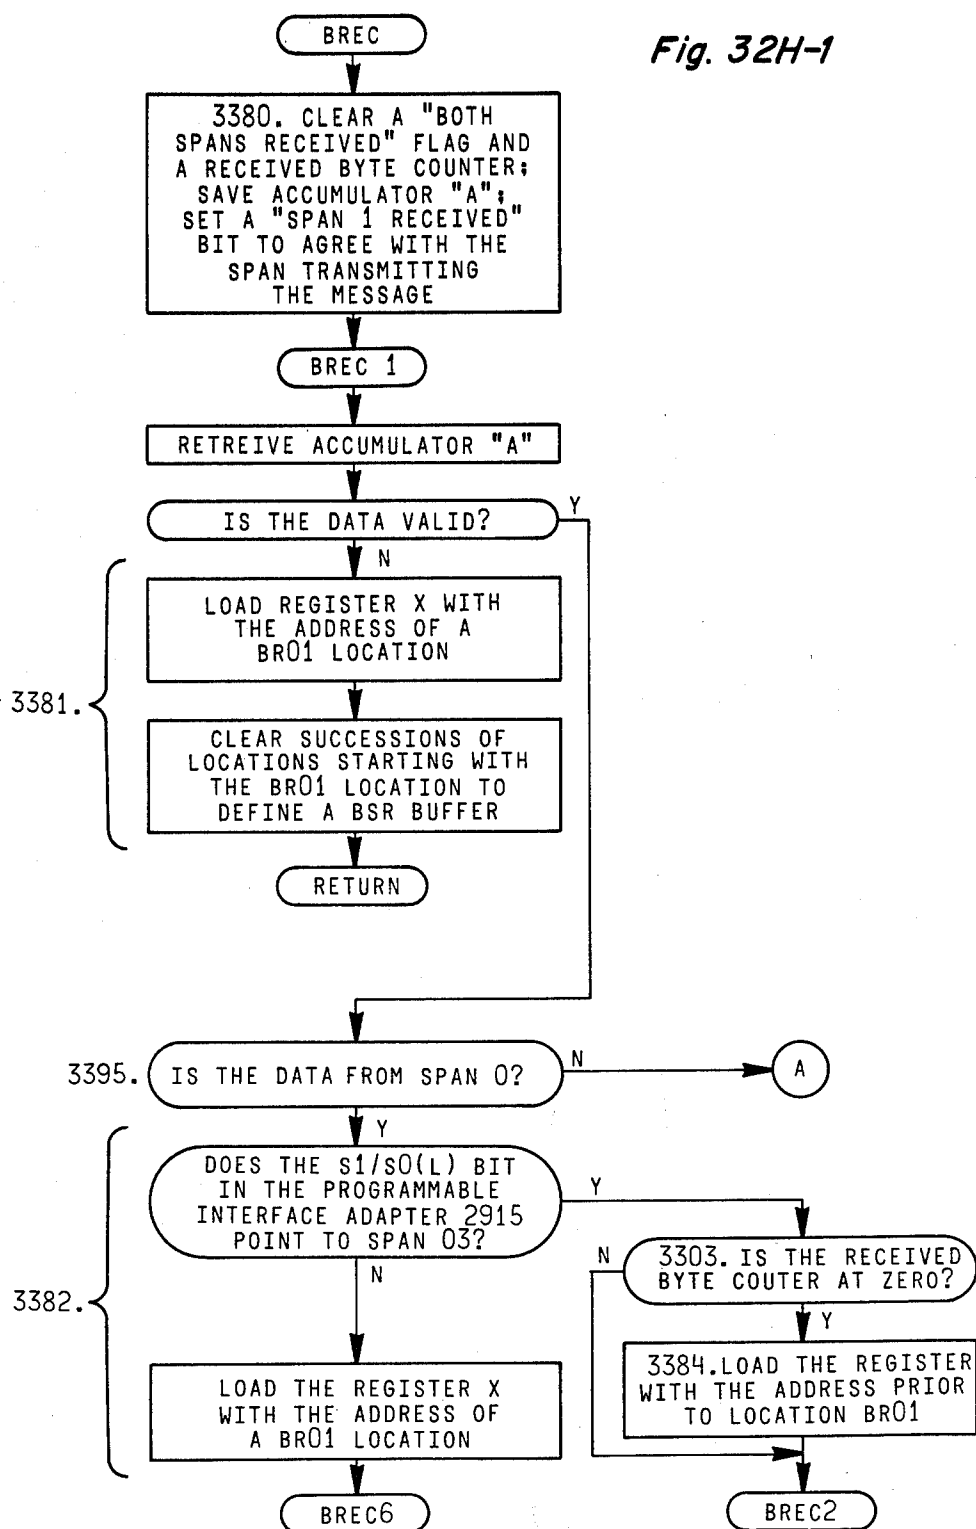 BREC
Fig. 32H-1
3380. CLEAR A "BOTH
SPANS RECEIVED" FLAG AND
A RECEIVED BYTE COUNTER;
SAVE ACCUMULATOR "A";
SET A "SPAN 1 RECEIVED"
BIT TO AGREE WITH THE
SPAN TRANSMITTING
THE MESSAGE
BREC 1
RETREIVE ACCUMULATOR "A"
IS THE DATA VALID?
Y
N
3381.
LOAD REGISTER X WITH
THE ADDRESS OF A
BR01 LOCATION
CLEAR SUCCESSIONS OF
LOCATIONS STARTING WITH
THE BR01 LOCATION TO
DEFINE A BSR BUFFER
RETURN
3395.
IS THE DATA FROM SPAN 0?
N
A
Y
3382.
DOES THE S1/S0(L) BIT
IN THE PROGRAMMABLE
INTERFACE ADAPTER 2915
POINT TO SPAN 03?
Y
N
3303. IS THE RECEIVED
BYTE COUTER AT ZERO?
N
Y
3384. LOAD THE REGISTER
WITH THE ADDRESS PRIOR
TO LOCATION BR01
LOAD THE REGISTER X
WITH THE ADDRESS OF
A BR01 LOCATION
BREC6
BREC2